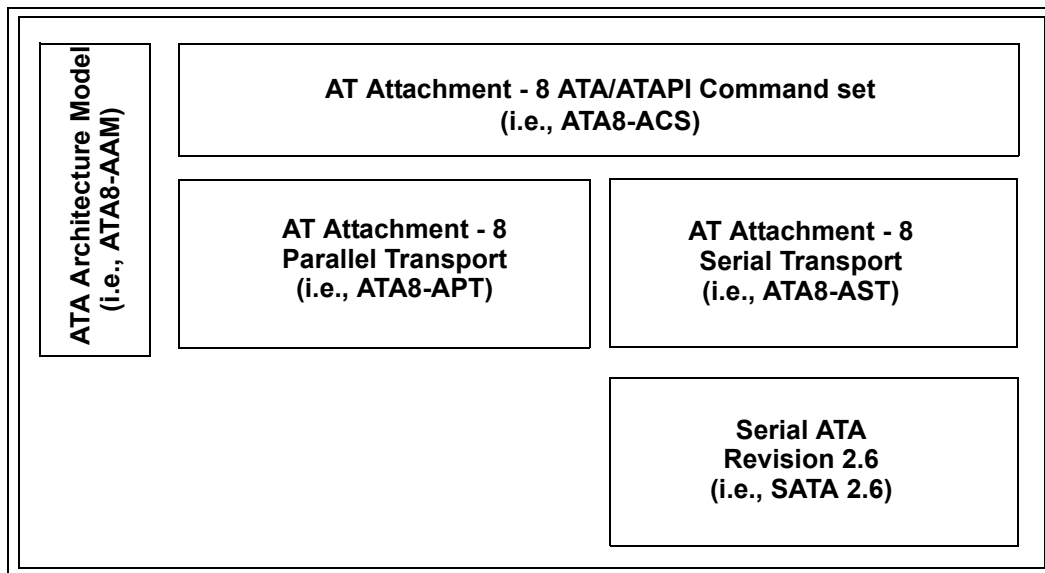 ATA Architecture Model
(i.e., ATA8-AAM)
AT Attachment - 8 ATA/ATAPI Command set
(i.e., ATA8-ACS)
AT Attachment - 8
Parallel Transport
(i.e., ATA8-APT)
AT Attachment - 8
Serial Transport
(i.e., ATA8-AST)
Serial ATA
Revision 2.6
(i.e., SATA 2.6)